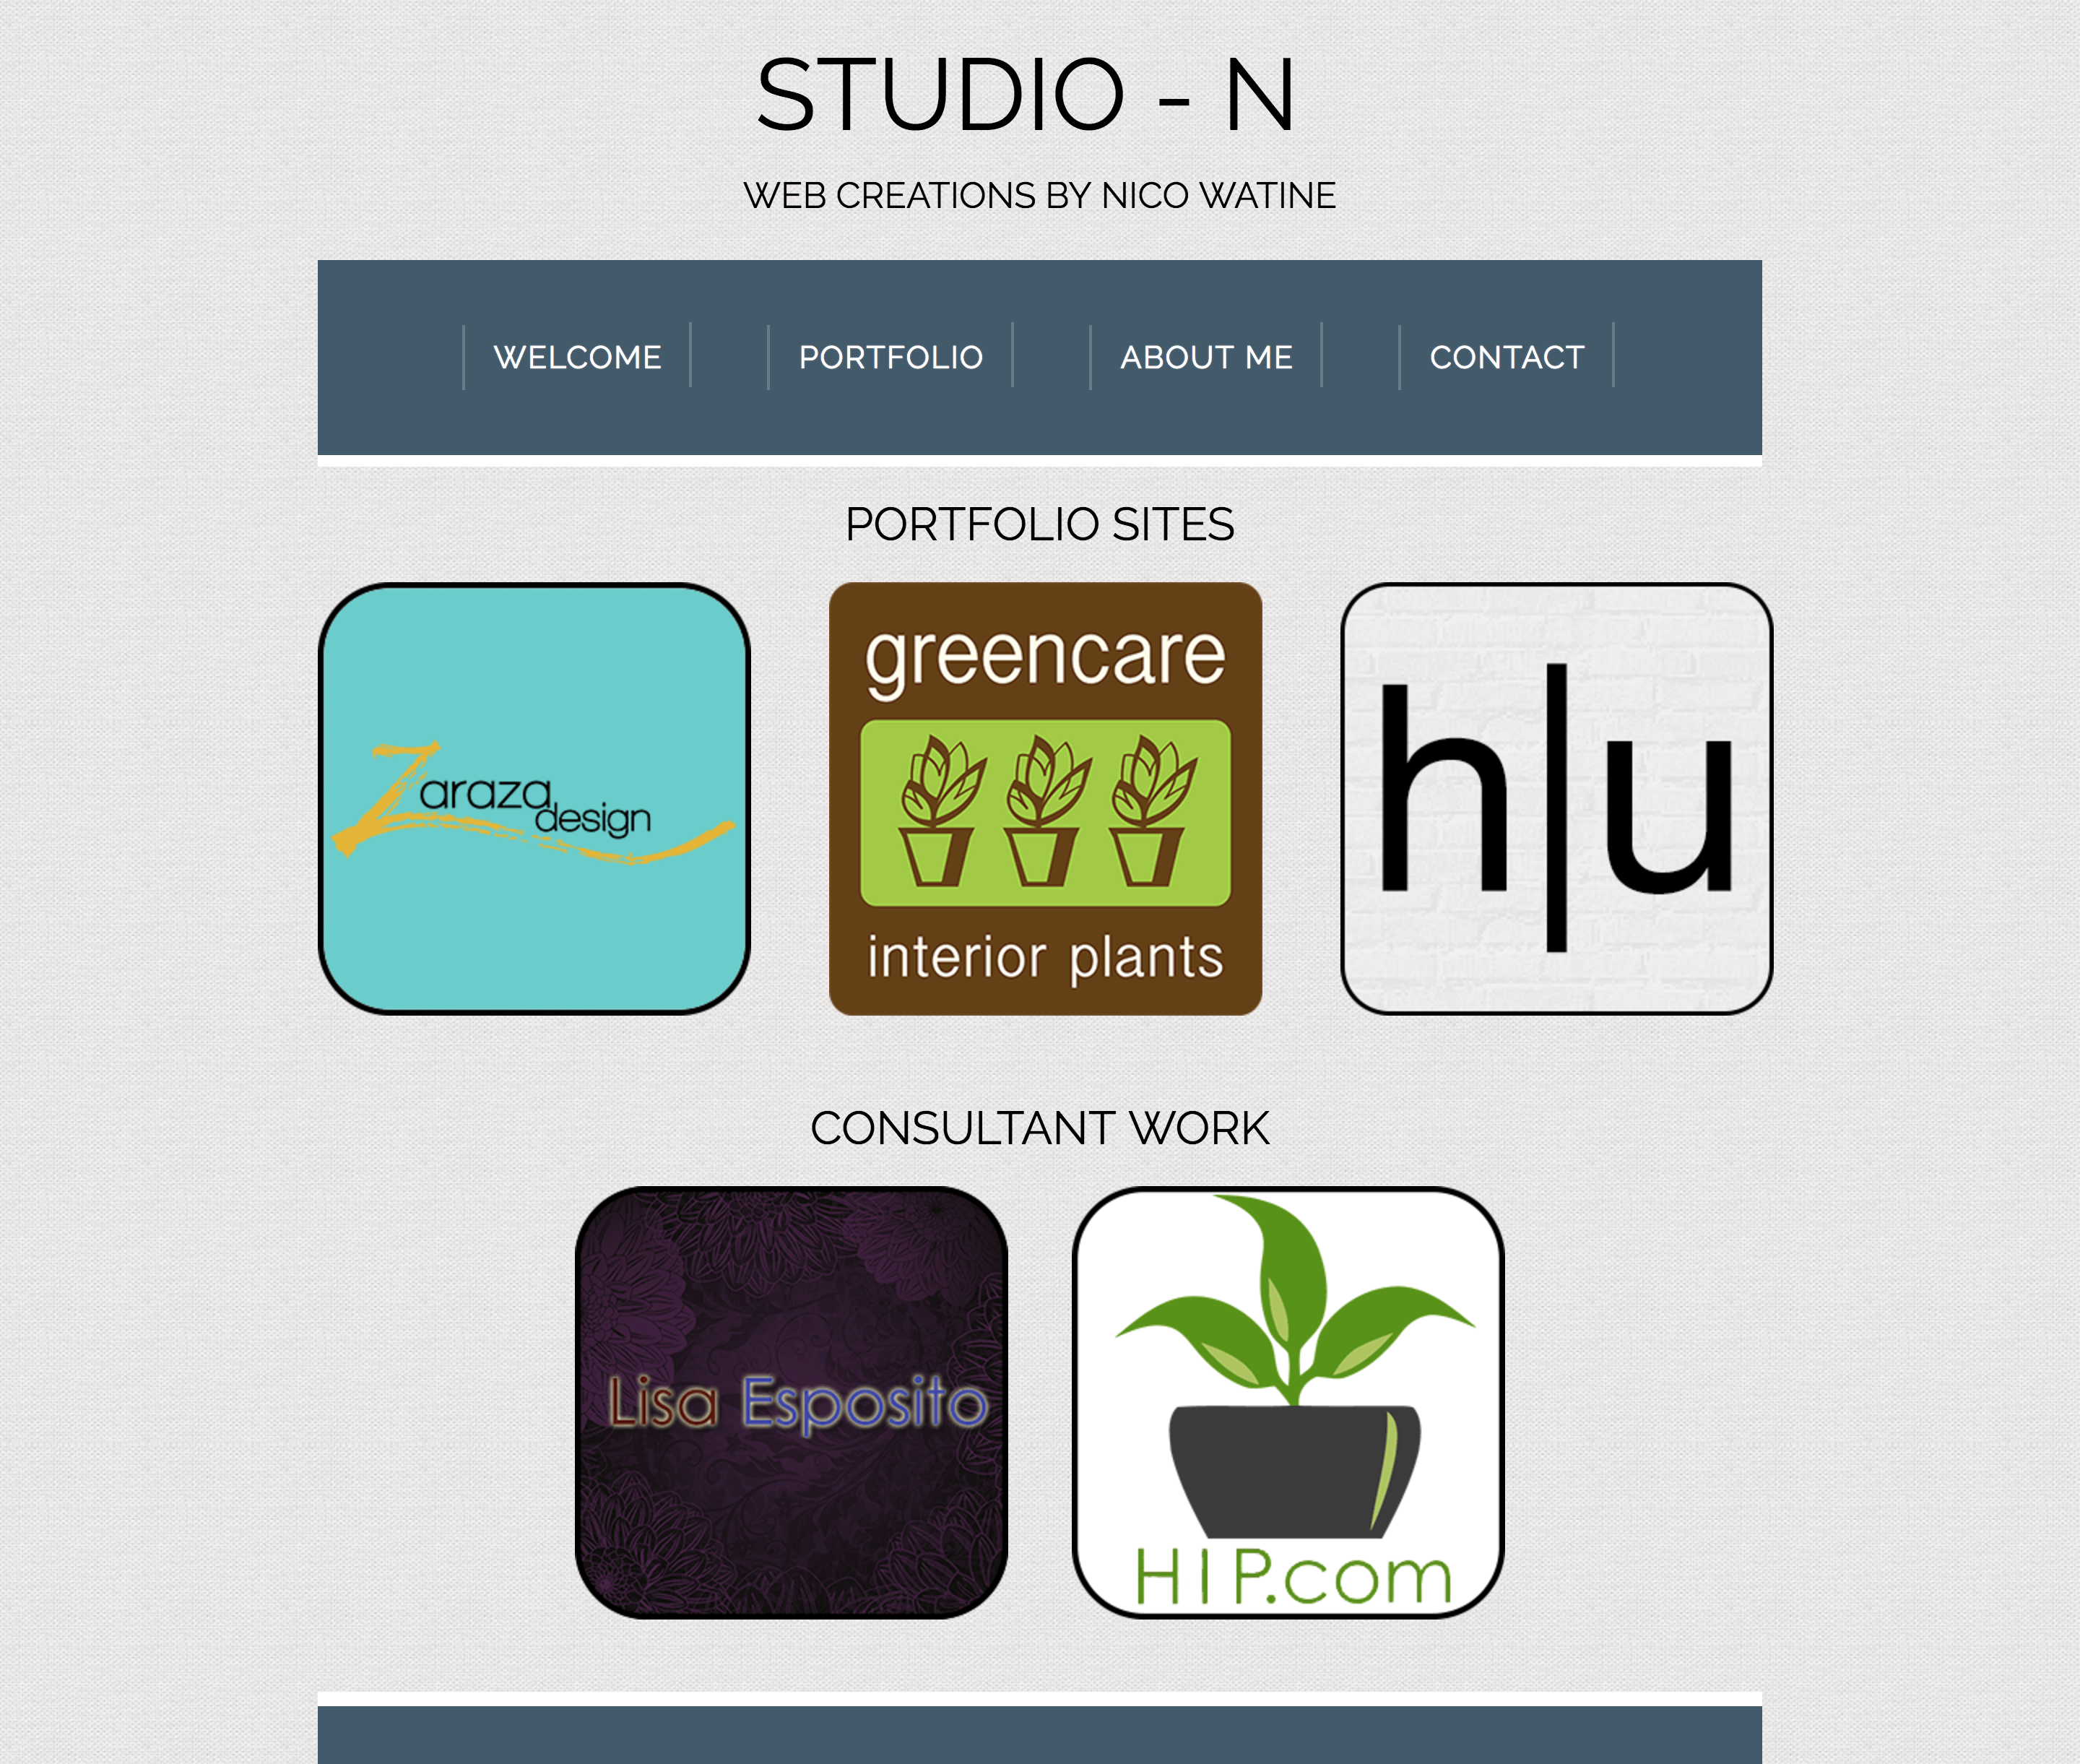 STUDIO - N
WEB CREATIONS BY NICO WATINE
WELCOME PORTFOLIO ABOUT ME CONTACT
PORTFOLIO SITES
Zaraza
design
greencare
interior plants
h|u
CONSULTANT WORK
Lisa Esposito
HIP.com